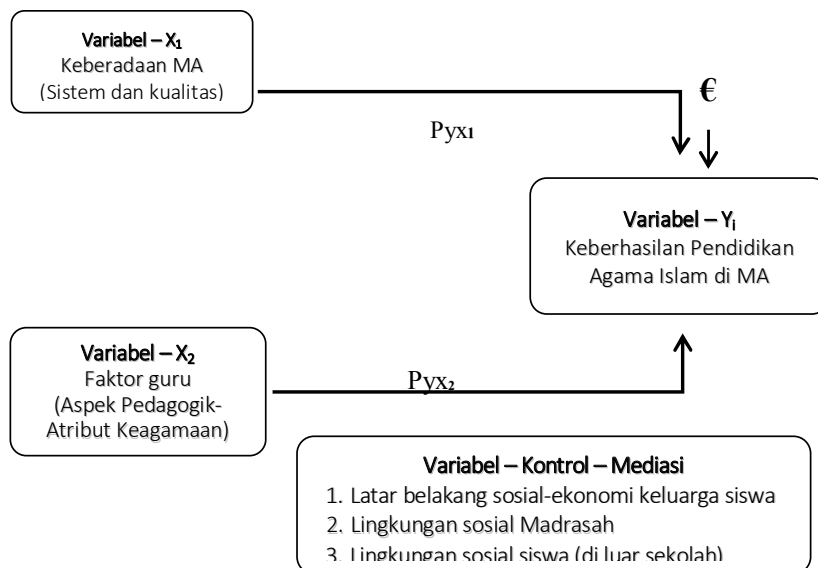 Variabel – X₁
Keberadaan MA
(Sistem dan kualitas)
€
Pyx₁
Variabel – Yᵢ
Keberhasilan Pendidikan
Agama Islam di MA
Variabel – X₂
Faktor guru
(Aspek Pedagogik-
Atribut Keagamaan)
Pyx₂
Variabel – Kontrol – Mediasi
1. Latar belakang sosial-ekonomi keluarga siswa
2. Lingkungan sosial Madrasah
3. Lingkungan sosial siswa (di luar sekolah)